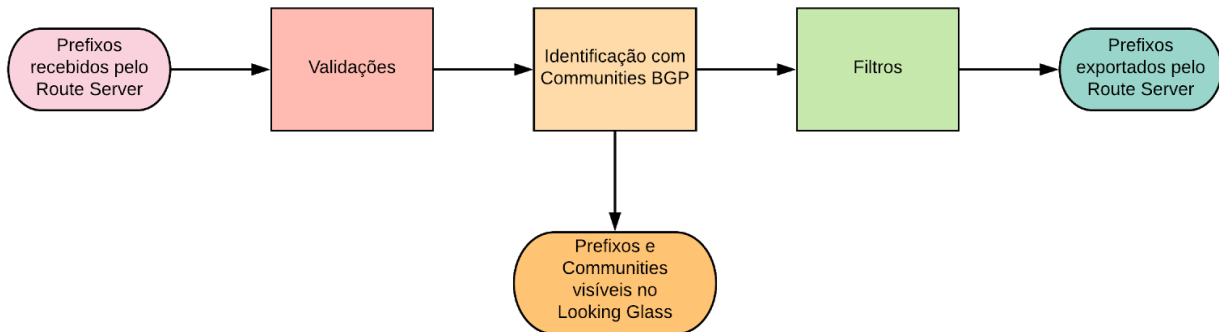 Prefixos
recebidos pelo
Route Server
Validações
Identificação com
Communities BGP
Filtros
Prefixos
exportados pelo
Route Server
Prefixos e
Communities
visíveis no
Looking Glass